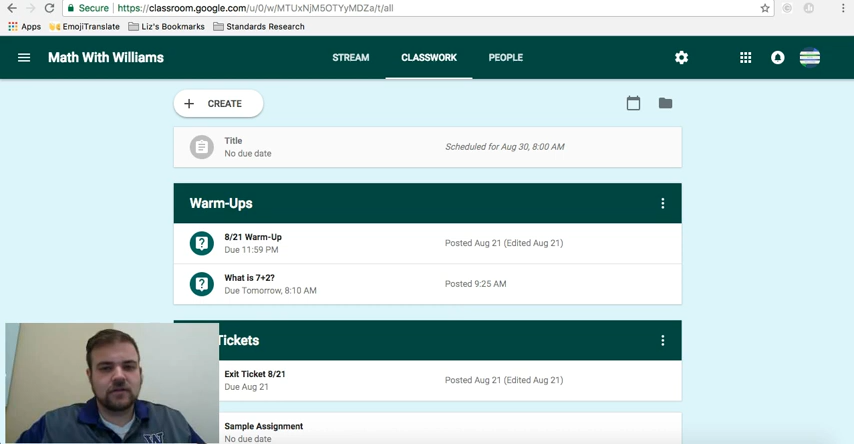 Secure https://classroom.google.com/u/0/w/MTUxNjM5OTYyMDZa/t/all
Apps EmojiTranslate Liz's Bookmarks Standards Research
Math With Williams STREAM CLASSWORK PEOPLE
+ CREATE
Title
No due date Scheduled for Aug 30, 8:00 AM
Warm-Ups
8/21 Warm-Up
Due 11:59 PM Posted Aug 21 (Edited Aug 21)
What is 7+2?
Due Tomorrow, 8:10 AM Posted 9:25 AM
Tickets
Exit Ticket 8/21
Due Aug 21 Posted Aug 21 (Edited Aug 21)
Sample Assignment
No due date
W